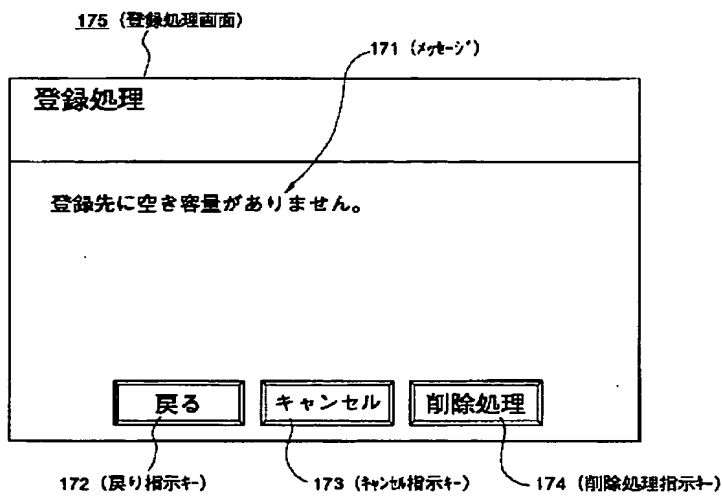 175 (登録処理画面)
171 (メッセージ)
登録処理
登録先に空き容量がありません。
戻る
キャンセル
削除処理
172 (戻り指示キー)
173 (キャンセル指示キー)
174 (削除処理指示キー)